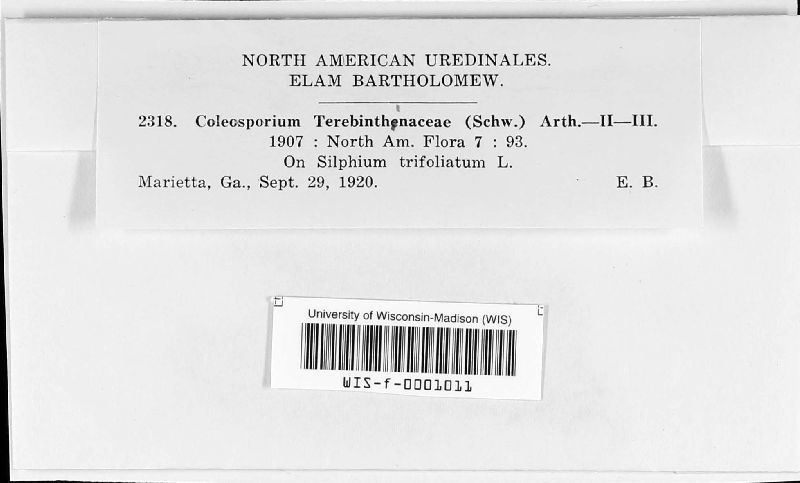 NORTH AMERICAN UREDINALES.
ELAM BARTHOLOMEW.
2318. Coleosporium Terebinthinaceae (Schw.) Arth.—II—III.
1907 : North Am. Flora 7 : 93.
On Silphium trifoliatum L.
Marietta, Ga., Sept. 29, 1920. E. B.
University of Wisconsin-Madison (WIS)
WIS-f-0001011